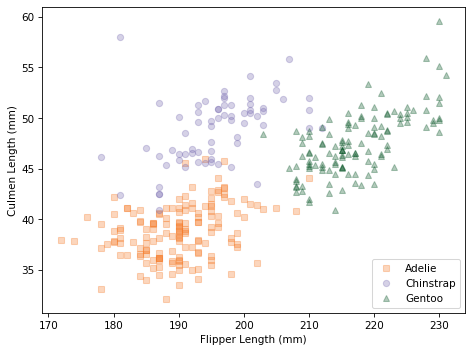 60
55
50
45
40
35
Culmen Length (mm)
170
180
190
200
210
220
230
Flipper Length (mm)
Adelie
Chinstrap
Gentoo